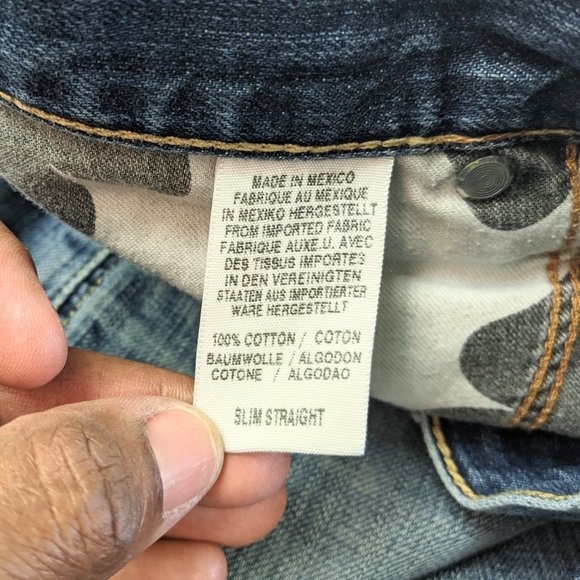 MADE IN MEXICO
FABRIQUE AU MEXIQUE
IN MEXIKO HERGESTELLT
FROM IMPORTED FABRIC
FABRIQUE AUX E.U. AVEC
DES TISSUS IMPORTES
IN DEN VEREINIGTEN
STAATEN AUS IMPORTIERTER
WARE HERGESTELLT
100% COTTON / COTON
BAUMWOLLE / ALGODON
COTONE / ALGODAO
SLIM STRAIGHT